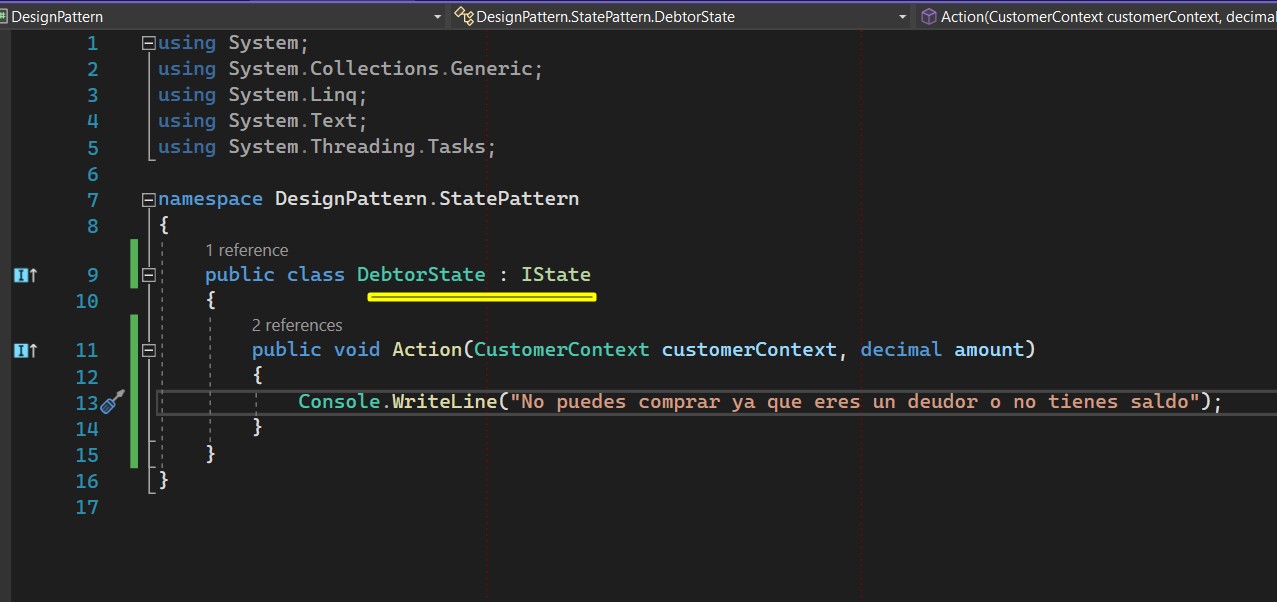 DesignPattern DesignPattern.StatePattern.DebtorState Action(CustomerContext customerContext, decimal
1 using System;
2 using System.Collections.Generic;
3 using System.Linq;
4 using System.Text;
5 using System.Threading.Tasks;
6
7 namespace DesignPattern.StatePattern
8 {
1 reference
9 public class DebtorState : IState
10 {
2 references
11 public void Action(CustomerContext customerContext, decimal amount)
12 {
13 Console.WriteLine("No puedes comprar ya que eres un deudor o no tienes saldo");
14 }
15 }
16 }
17